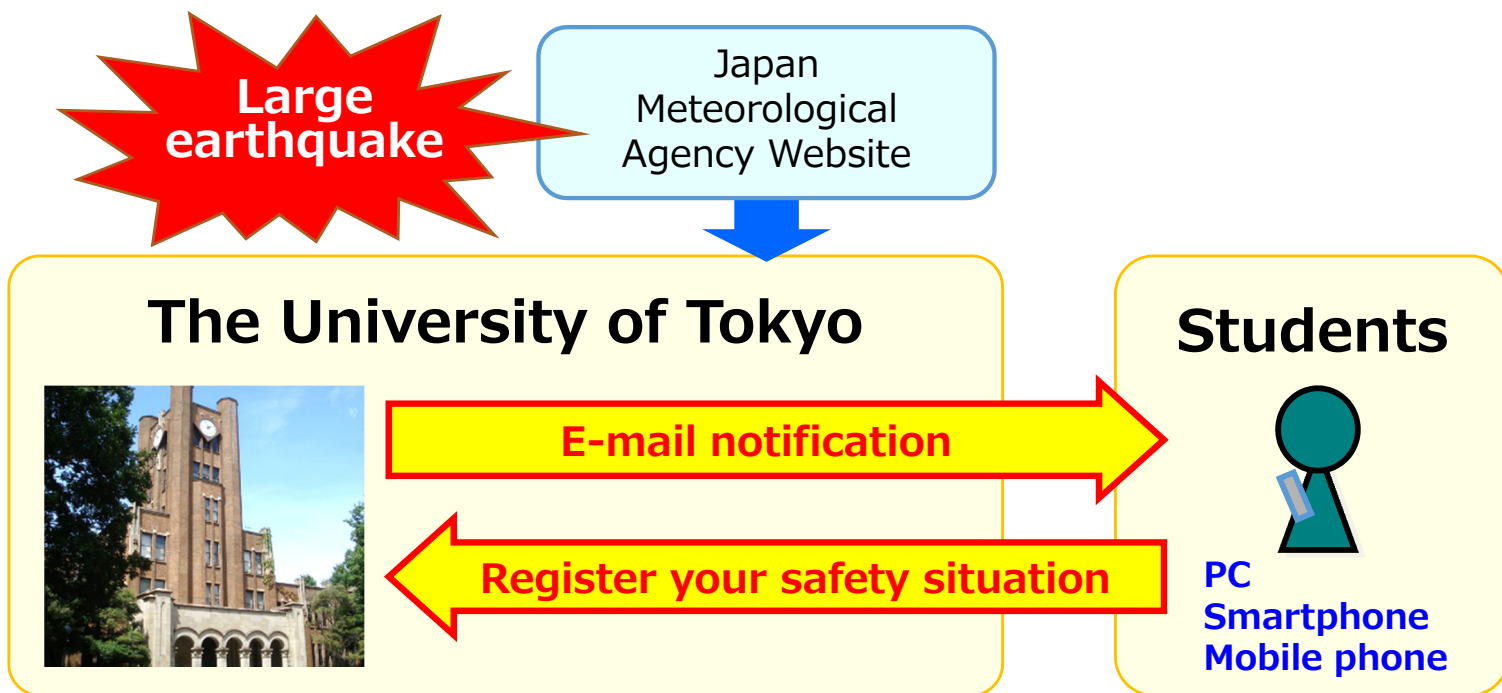 Large
earthquake
Japan
Meteorological
Agency Website
The University of Tokyo
Students
E-mail notification
Register your safety situation
PC
Smartphone
Mobile phone